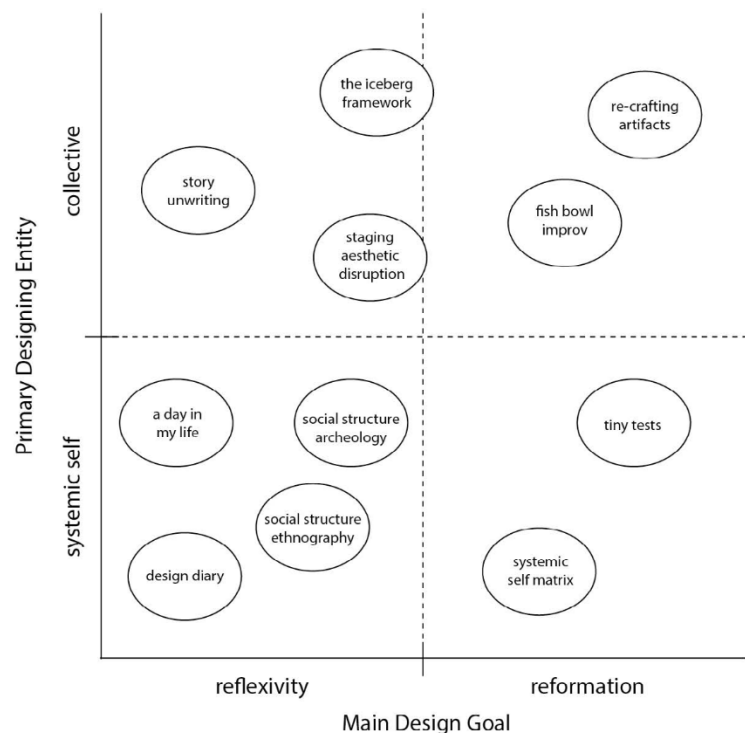 the iceberg
framework
re-crafting
artifacts
story
unwriting
fish bowl
improv
staging
aesthetic
disruption
collective
Primary Designing Entity
systemic self
a day in
my life
social structure
archeology
tiny tests
social structure
ethnography
design diary
systemic
self matrix
reflexivity
reformation
Main Design Goal